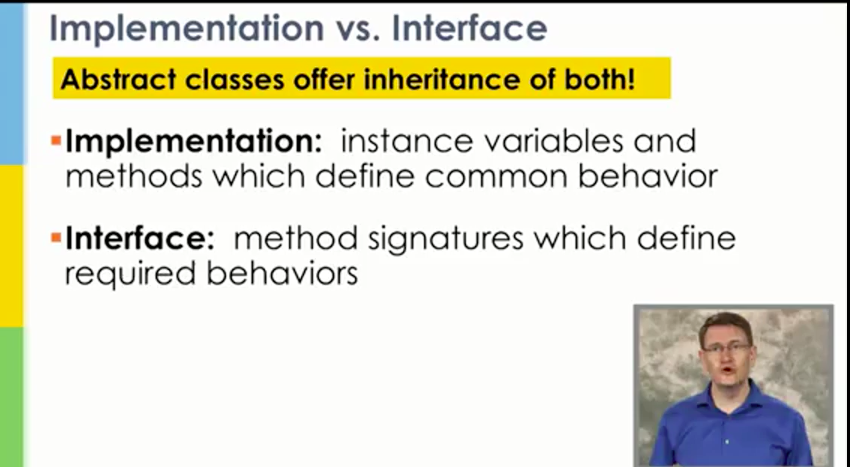 Implementation vs. Interface
Abstract classes offer inheritance of both!
Implementation: instance variables and
methods which define common behavior
Interface: method signatures which define
required behaviors